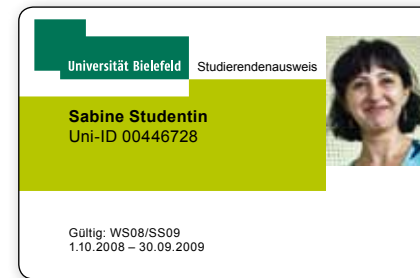 Universität Bielefeld
Studierendenausweis
Sabine Studentin
Uni-ID 00446728
Gültig: WS08/SS09
1.10.2008 – 30.09.2009